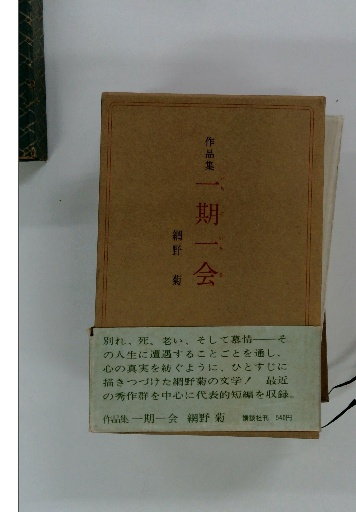 作品集
一期一会
網野 菊
別れ、死、老い、そして慕情――そ
の人生に遭遇することごとを通し、
心の真実を紡ぐように、ひとすじに
描きつづけた網野菊の文学! 最近
の秀作群を中心に代表的短編を収録。
作品集 一期一会 網野 菊 講談社刊 540円